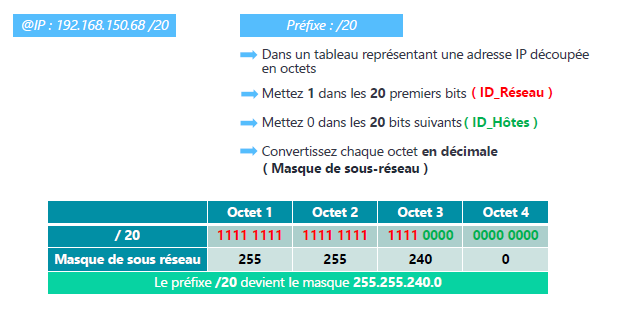 @IP : 192.168.150.68 /20
Préfixe : /20
Dans un tableau représentant une adresse IP découpée
en octets
Mettez 1 dans les 20 premiers bits ( ID_Réseau )
Mettez 0 dans les 20 bits suivants ( ID_Hôtes )
Convertissez chaque octet en décimale
( Masque de sous-réseau )
Octet 1 Octet 2 Octet 3 Octet 4
/ 20 1111 1111 1111 1111 1111 0000 0000 0000
Masque de sous réseau 255 255 240 0
Le préfixe /20 devient le masque 255.255.240.0